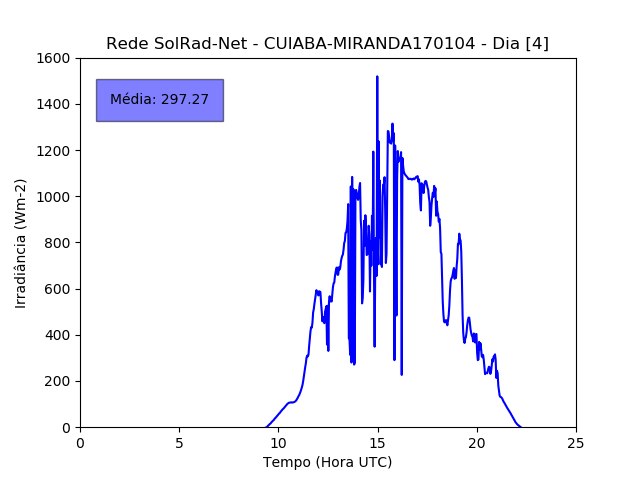 Rede SolRad-Net - CUIABA-MIRANDA170104 - Dia [4]
Média: 297.27
Irradiância (Wm-2)
1600
1400
1200
1000
800
600
400
200
0
0 5 10 15 20 25
Tempo (Hora UTC)